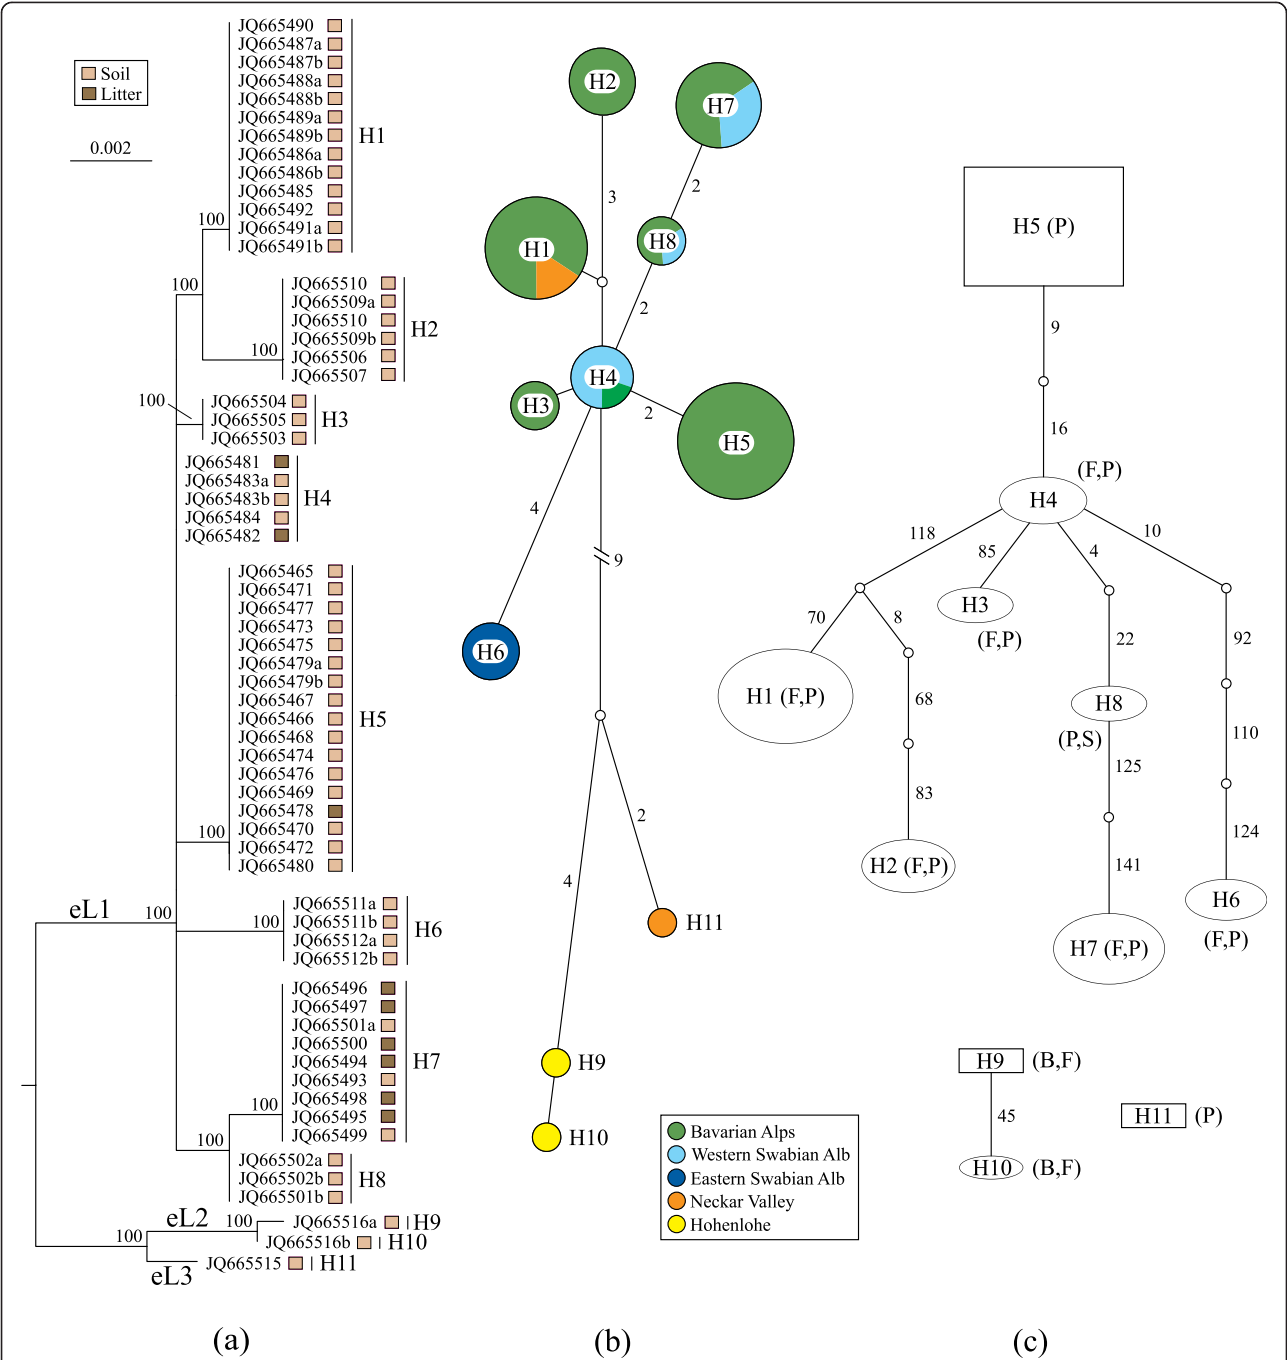 Soil
Litter
0.002
JQ665490
JQ665487a
JQ665487b
JQ665488a
JQ665488b
JQ665489a
JQ665489b
JQ665486a
JQ665486b
JQ665485
JQ665492
JQ665491a
JQ665491b
H1
100
100
JQ665510
JQ665509a
JQ665510
JQ665509b
JQ665506
JQ665507
H2
100
100
JQ665504
JQ665505
JQ665503
H3
JQ665481
JQ665483a
JQ665483b
JQ665484
JQ665482
H4
JQ665465
JQ665471
JQ665477
JQ665473
JQ665475
JQ665479a
JQ665479b
JQ665467
JQ665466
JQ665468
JQ665474
JQ665476
JQ665469
JQ665478
JQ665470
JQ665472
JQ665480
H5
100
eL1
100
100
JQ665511a
JQ665511b
JQ665512a
JQ665512b
H6
JQ665496
JQ665497
JQ665501a
JQ665500
JQ665494
JQ665493
JQ665498
JQ665495
JQ665499
H7
100
100
JQ665502a
JQ665502b
JQ665501b
H8
eL2
100
100
JQ665516a
H9
JQ665516b
H10
JQ665515
H11
eL3
(a)
H2
H7
3
2
H1
H8
2
H4
H3
2
H5
4
9
H6
2
4
H11
H9
H10
Bavarian Alps
Western Swabian Alb
Eastern Swabian Alb
Neckar Valley
Hohenlohe
(b)
H5 (P)
9
16
(F,P)
H4
118
85
4
10
H3
(F,P)
70
8
22
92
H1 (F,P)
68
H8
(P,S)
110
125
83
124
141
H2 (F,P)
H6
(F,P)
H7 (F,P)
H9
(B,F)
45
H11
(P)
H10
(B,F)
(c)